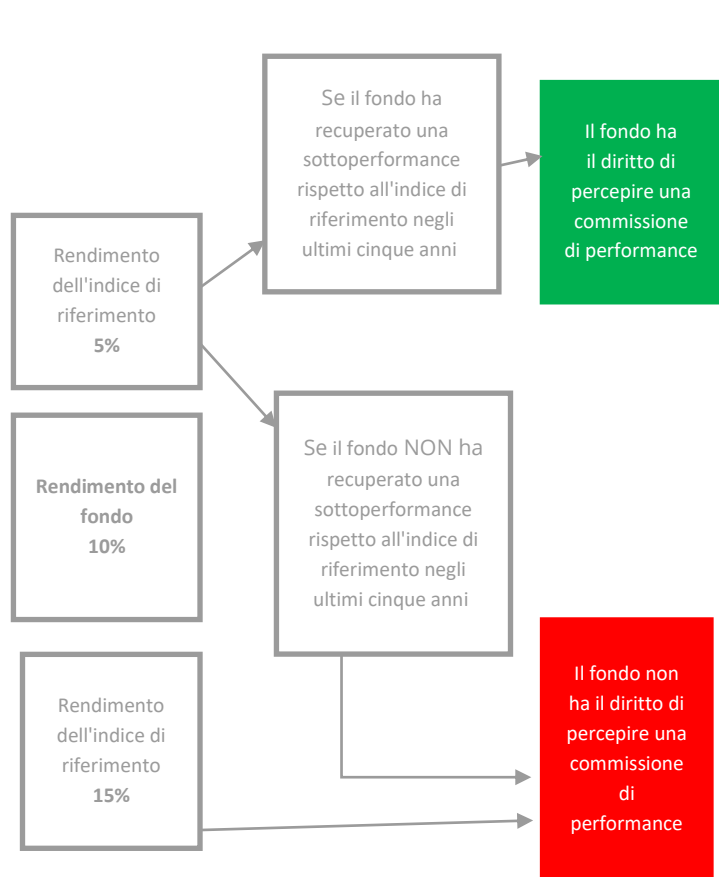 Se il fondo ha
recuperato una
sottoperformance
rispetto all'indice di
riferimento negli
ultimi cinque anni
Il fondo ha
il diritto di
percepire una
commissione
di performance
Rendimento
dell'indice di
riferimento
5%
Se il fondo NON ha
recuperato una
sottoperformance
rispetto all'indice di
riferimento negli
ultimi cinque anni
Rendimento del
fondo
10%
Rendimento
dell'indice di
riferimento
15%
Il fondo non
ha il diritto di
percepire una
commissione
di
performance